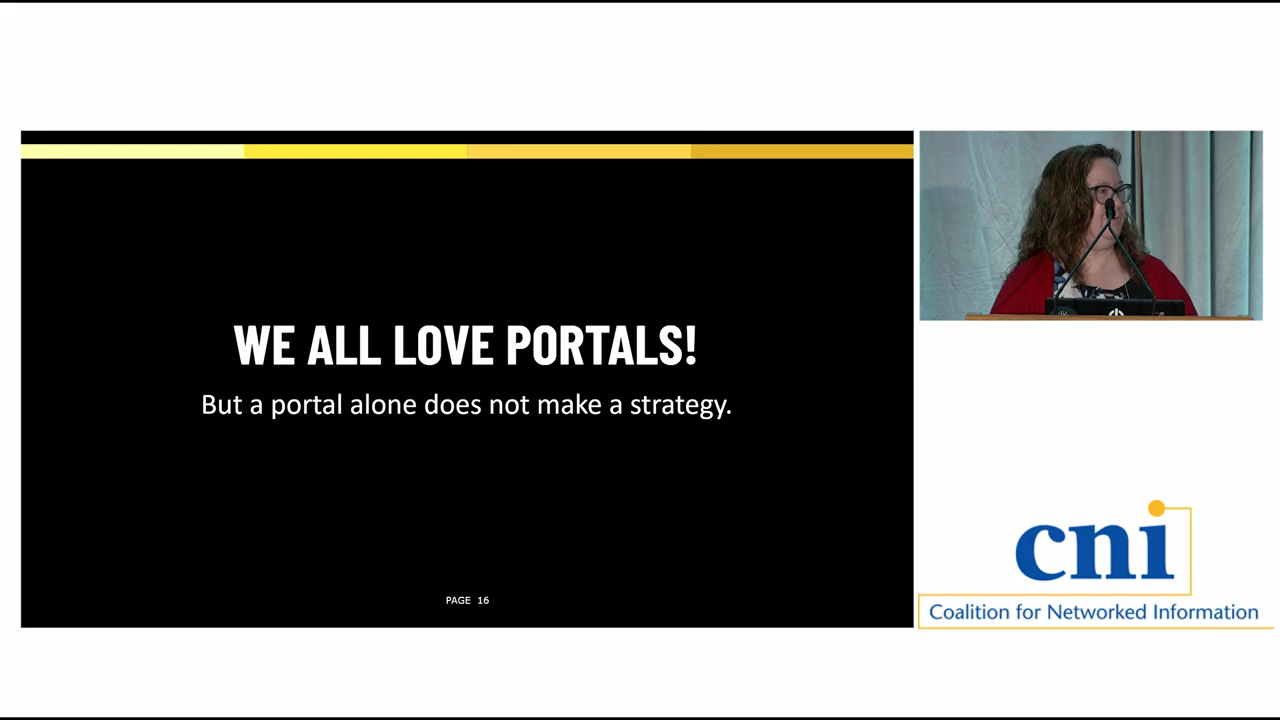 WE ALL LOVE PORTALS!
But a portal alone does not make a strategy.
PAGE 16
cni
Coalition for Networked Information